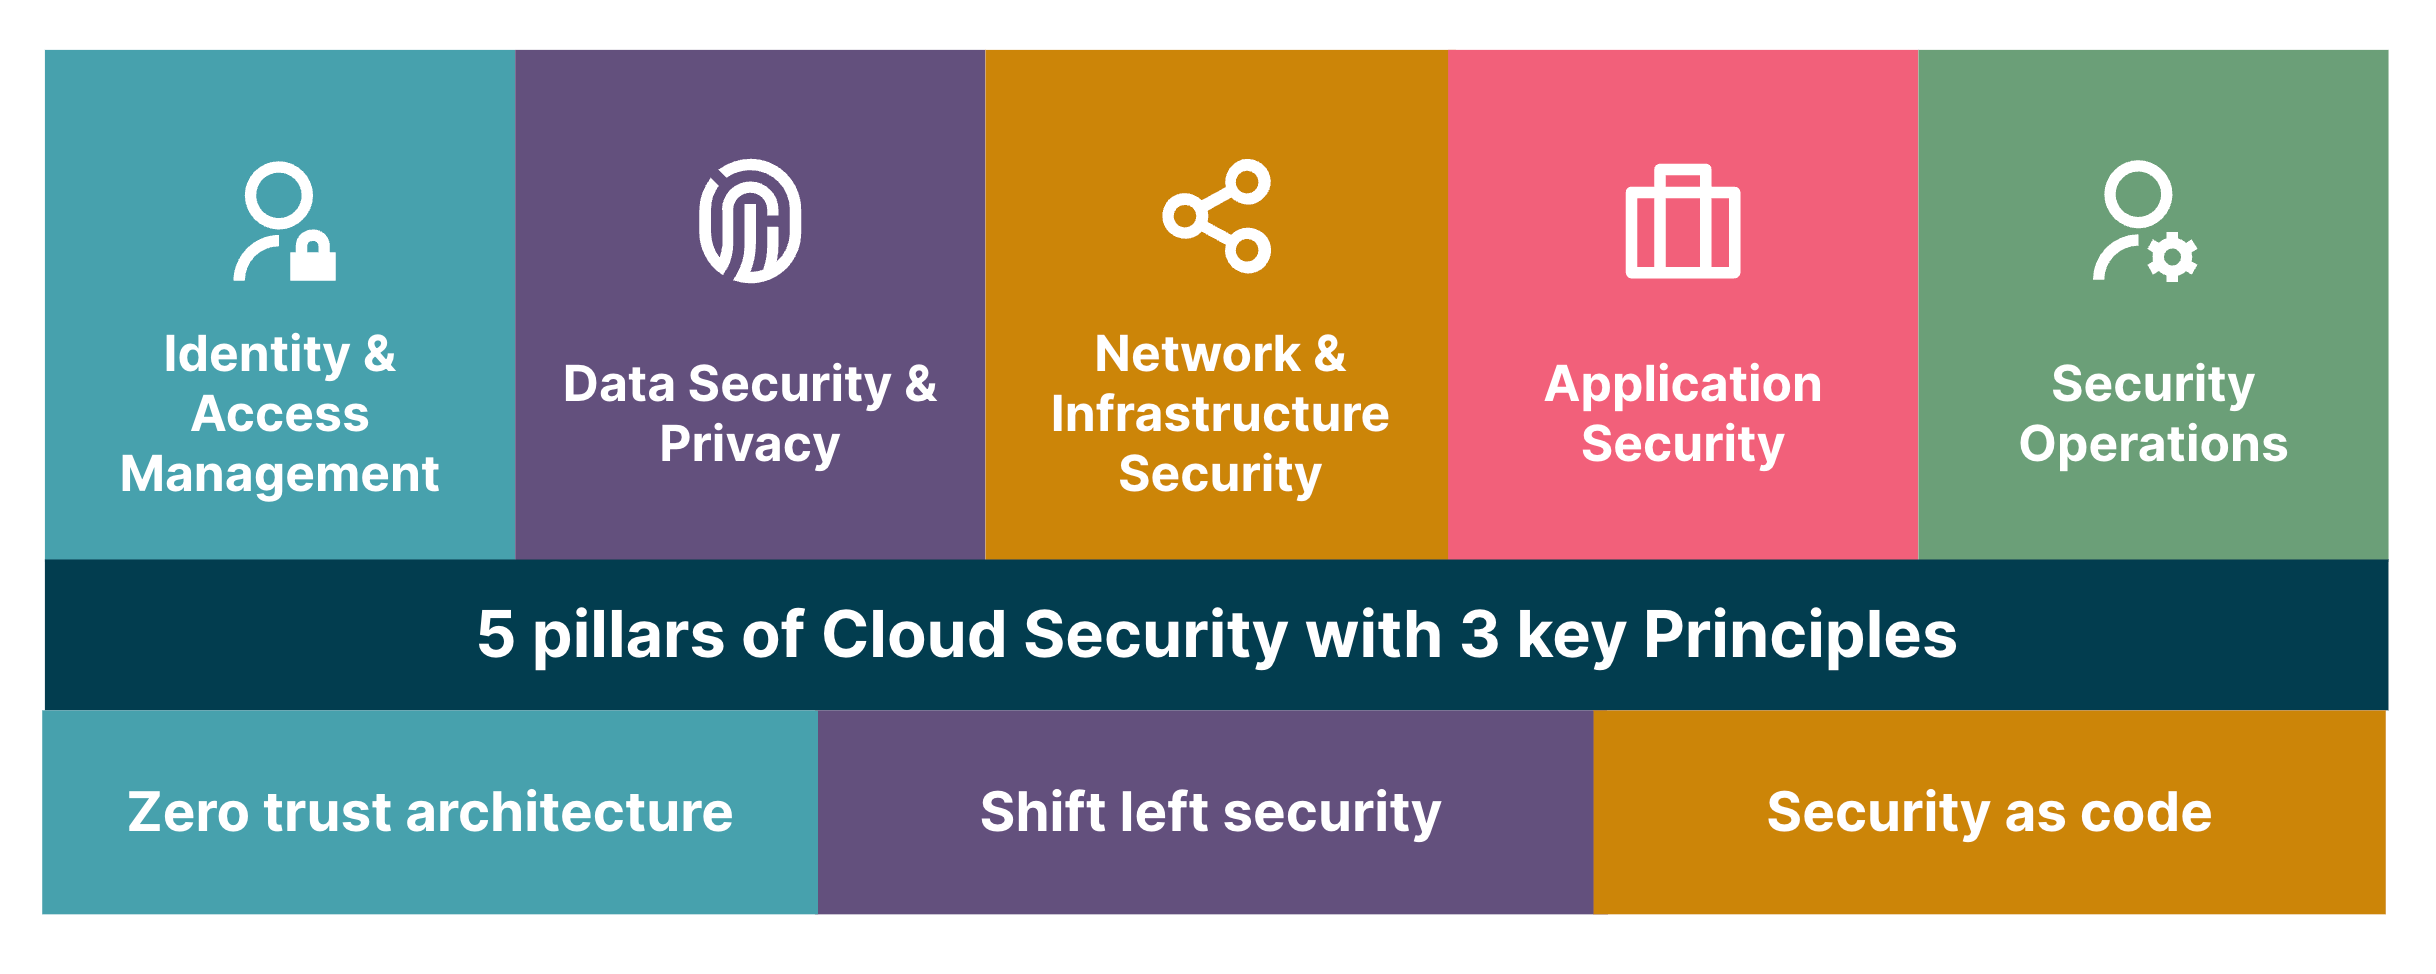 Identity &
Access
Management
Data Security &
Privacy
Network &
Infrastructure
Security
Application
Security
Security
Operations
5 pillars of Cloud Security with 3 key Principles
Zero trust architecture
Shift left security
Security as code